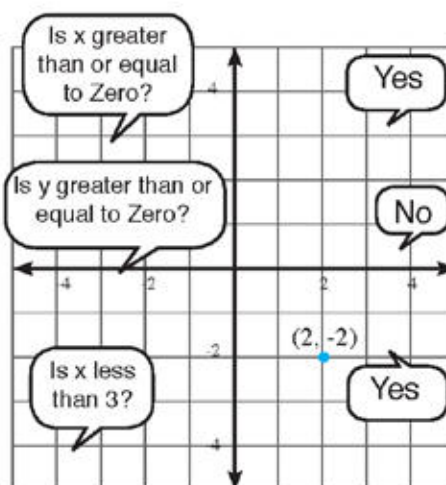 Is x greater
than or equal
to Zero?
Yes
4
Is y greater than or
equal to Zero?
No
-4
-2
2
4
(2, -2)
-2
Is x less
than 3?
Yes
-4